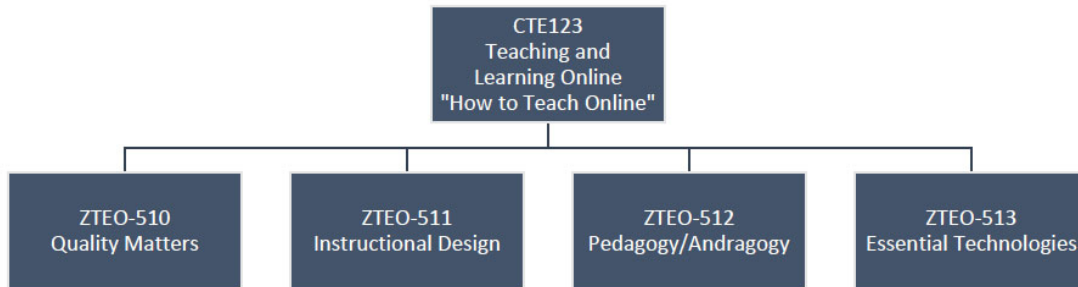 CTE123
Teaching and
Learning Online
"How to Teach Online"
ZTEO-510
Quality Matters
ZTEO-511
Instructional Design
ZTEO-512
Pedagogy/Andragogy
ZTEO-513
Essential Technologies